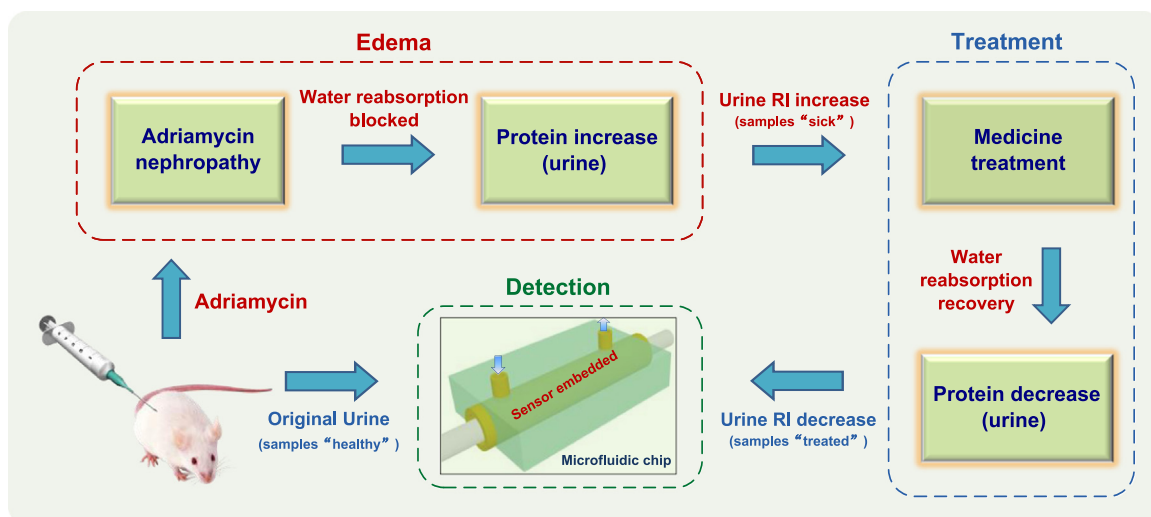 Edema
Treatment
Adriamycin
nephropathy
Water reabsorption
blocked
Protein increase
(urine)
Urine RI increase
(samples“sick”)
Medicine
treatment
Water
reabsorption
recovery
Adriamycin
Detection
Sensor embedded
Microfluidic chip
Original Urine
(samples “healthy”)
Urine RI decrease
(samples“treated”)
Protein decrease
(urine)